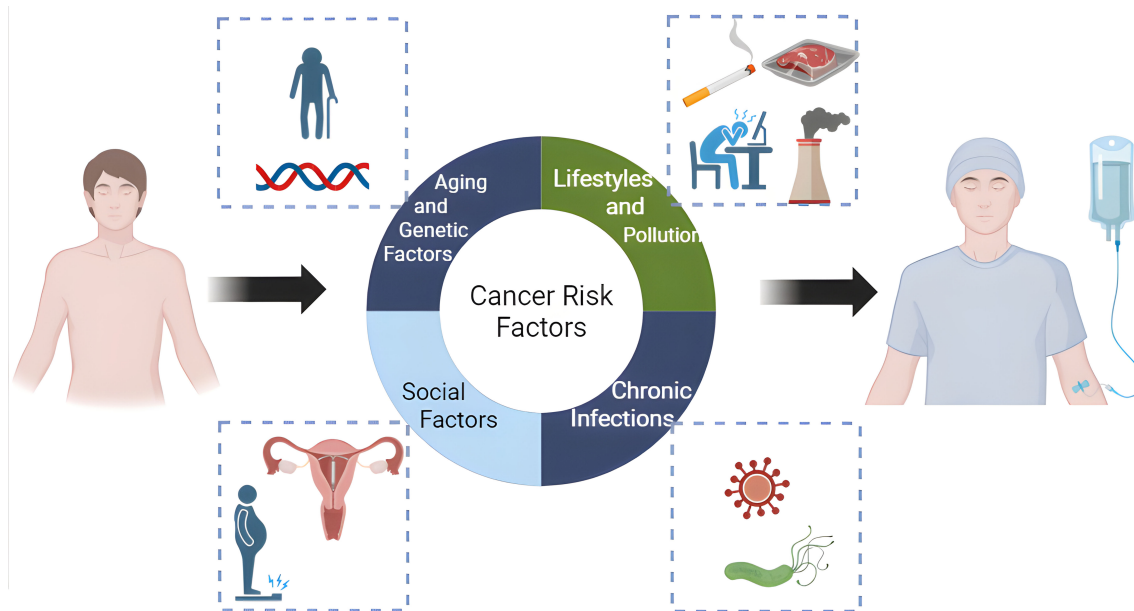 Aging
and
Genetic
Factors
Lifestyles
and
Pollution
Cancer Risk
Factors
Social
Factors
Chronic
Infections